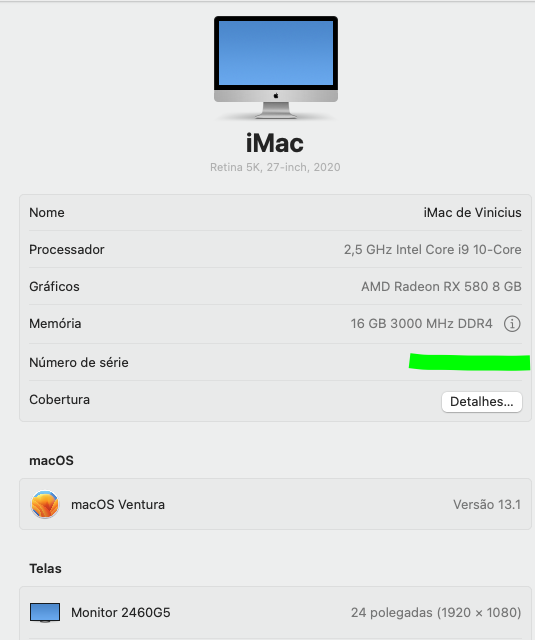 iMac
Retina 5K, 27-inch, 2020
Nome iMac de Vinicius
Processador 2,5 GHz Intel Core i9 10-Core
Gráficos AMD Radeon RX 580 8 GB
Memória 16 GB 3000 MHz DDR4
Número de série
Cobertura Detalhes...
macOS
macOS Ventura Versão 13.1
Telas
Monitor 2460G5 24 polegadas (1920 × 1080)